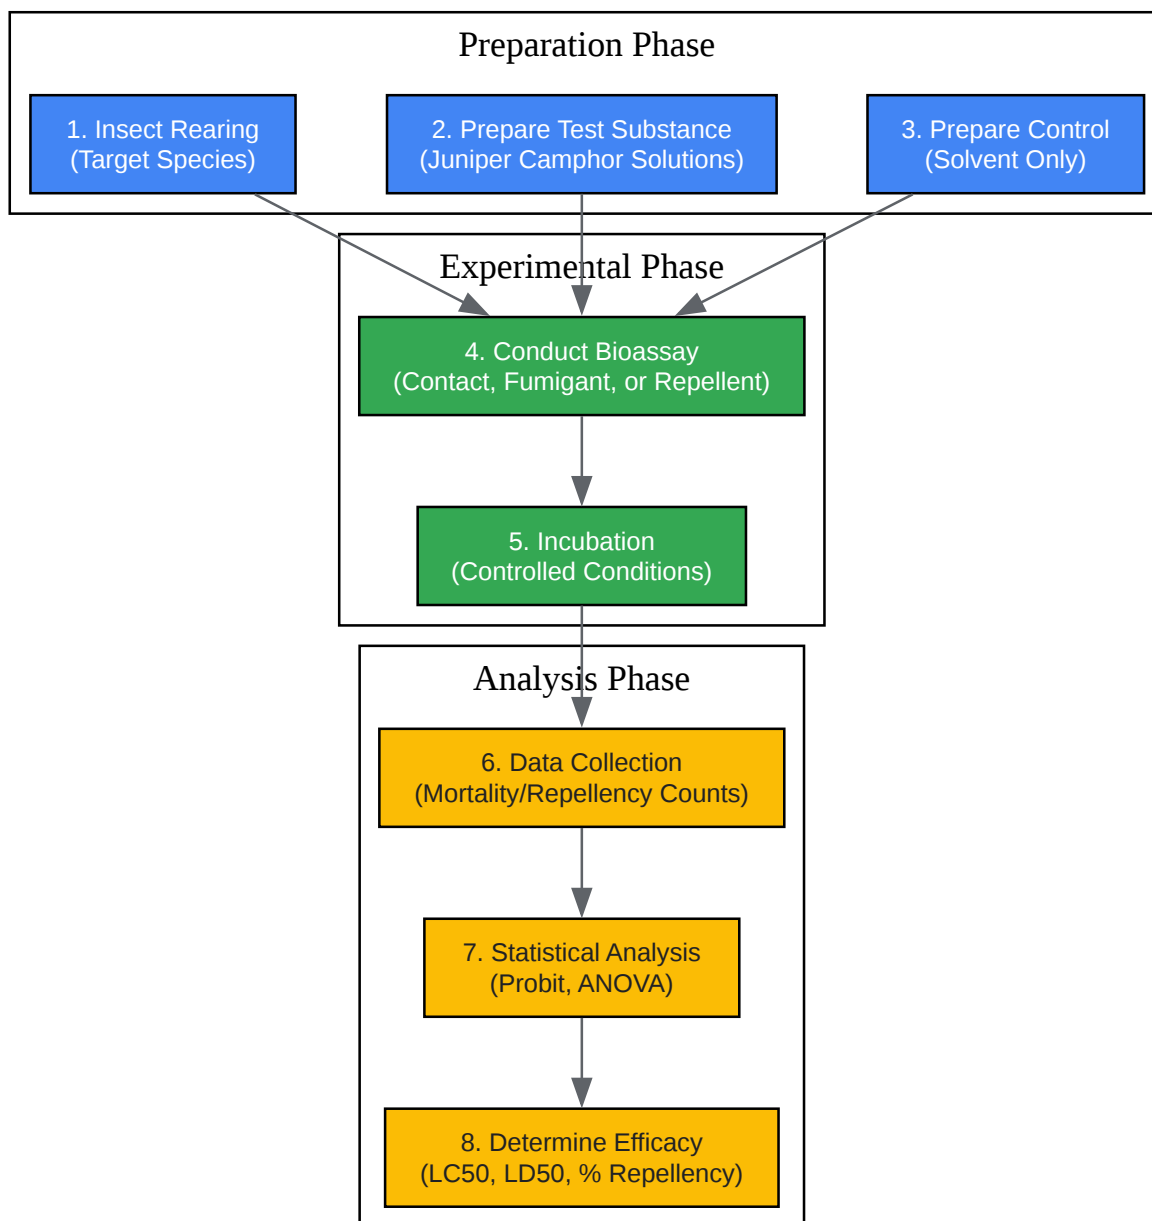 Preparation Phase
1. Insect Rearing
(Target Species)
2. Prepare Test Substance
(Juniper Camphor Solutions)
3. Prepare Control
(Solvent Only)
Experimental Phase
4. Conduct Bioassay
(Contact, Fumigant, or Repellent)
5. Incubation
(Controlled Conditions)
Analysis Phase
6. Data Collection
(Mortality/Repellency Counts)
7. Statistical Analysis
(Probit, ANOVA)
8. Determine Efficacy
(LC50, LD50, % Repellency)